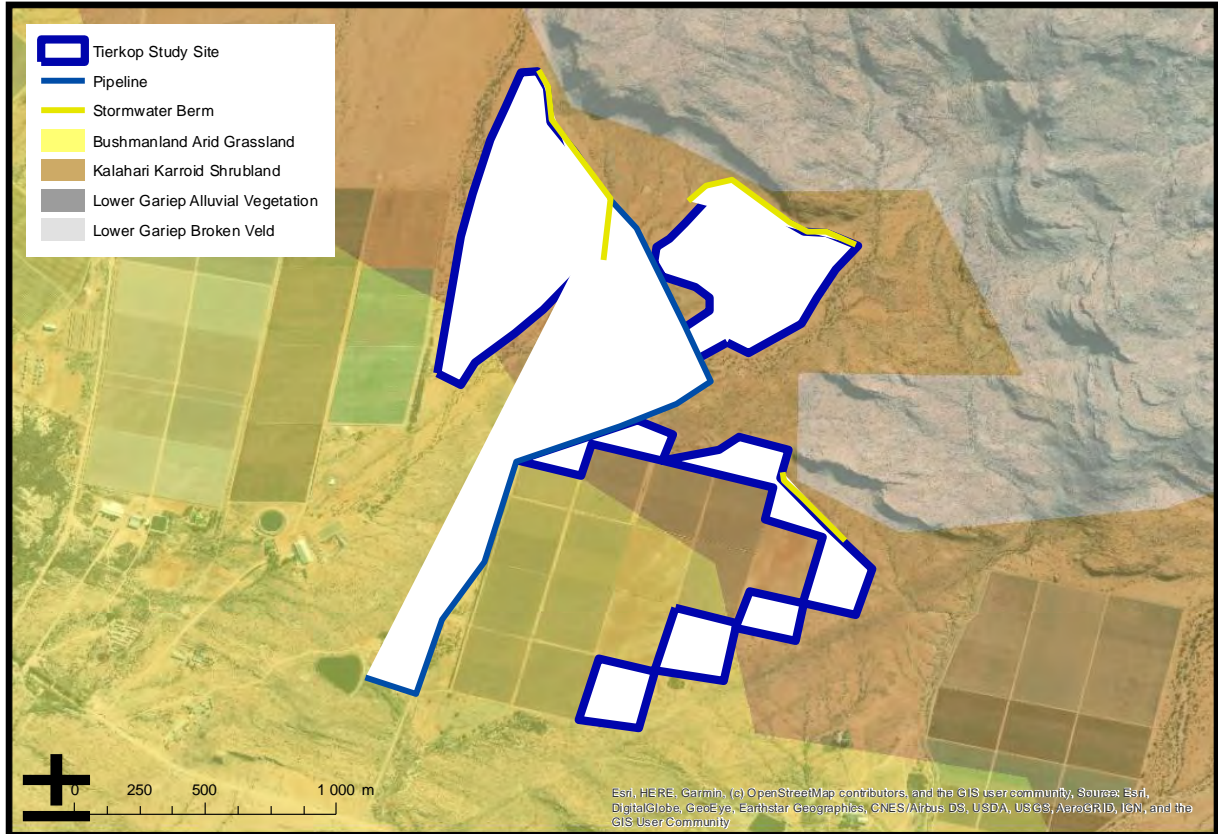 Tierkop Study Site
Pipeline
Stormwater Berm
Bushmanland Arid Grassland
Kalahari Karroid Shrubland
Lower Gariep Alluvial Vegetation
Lower Gariep Broken Veld
0 250 500 1 000 m
Esri, HERE, Garmin, (c) OpenStreetMap contributors, and the GIS user community, Source: Esri,
DigitalGlobe, GeoEye, Earthstar Geographics, CNES/Airbus DS, USDA, USGS, AeroGRID, IGN, and the
GIS User Community